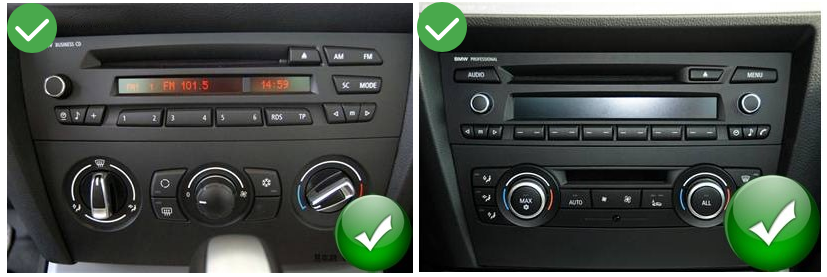 BUSINESS CD
AM FM
FM 101.5 14:59
SC MODE
1 2 3 4 5 6 RDS TP
m
0
BMW PROFESSIONAL
AUDIO MENU
m
MAX AUTO ALL